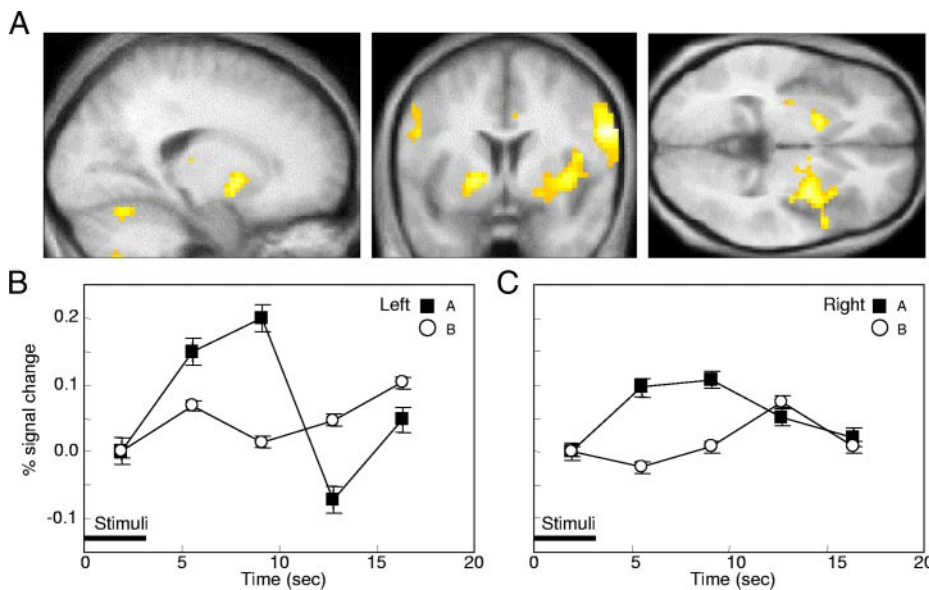 A
B
Left ■ A
○ B
% signal change
0.2
0.1
0.0
-0.1
Stimuli
0 5 10 15 20
Time (sec)
C
Right ■ A
○ B
Stimuli
0 5 10 15 20
Time (sec)